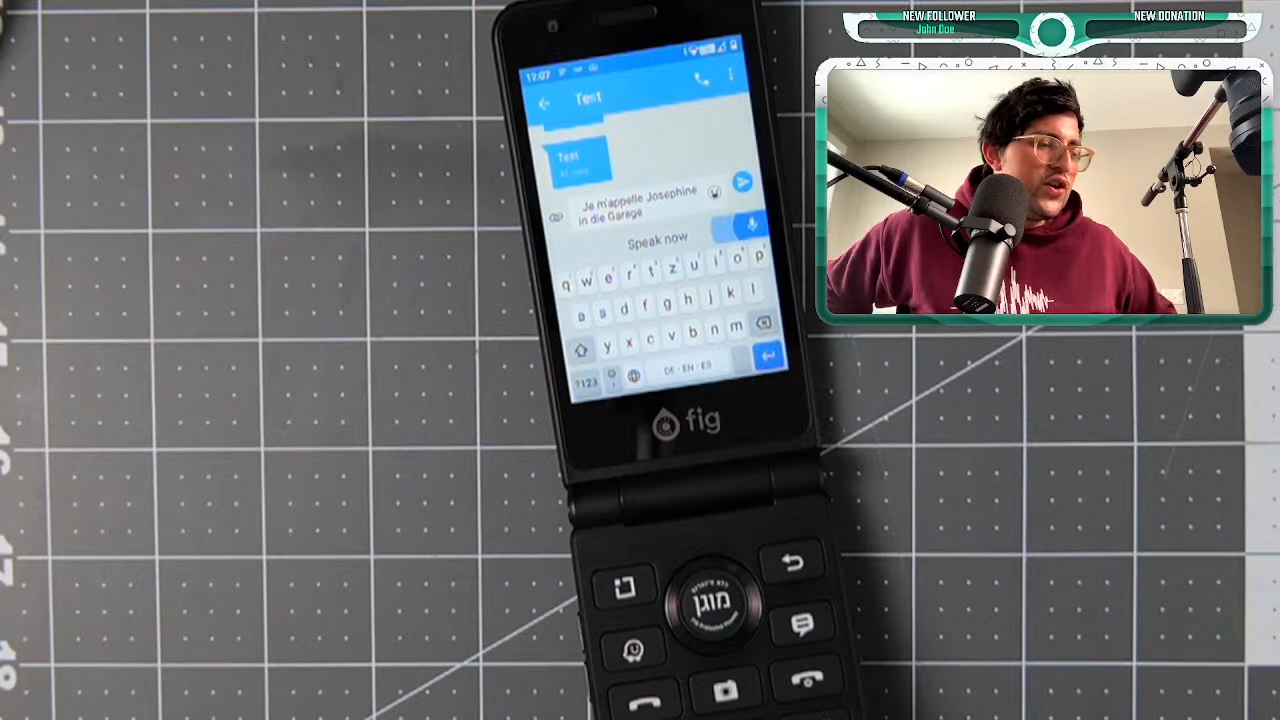 NEW FOLLOWER
John Doe
NEW DONATION
12:07
Test
Test
Je m'appelle Josephine
in die Garage
Speak now
q w e r t z u i o p
a s d f g h j k l
y x c v b n m
?123
DE • EN • ES
fig
מוגן